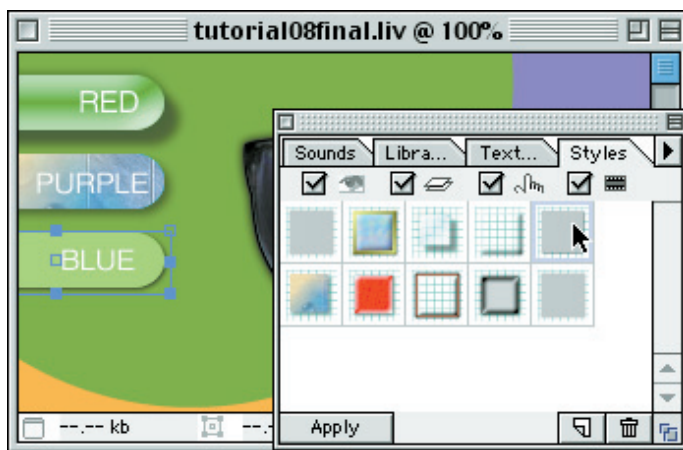 tutorial08final.liv @ 100%
RED
PURPLE
BLUE
Sounds Libra... Text... Styles
Apply
--.-- kb --.